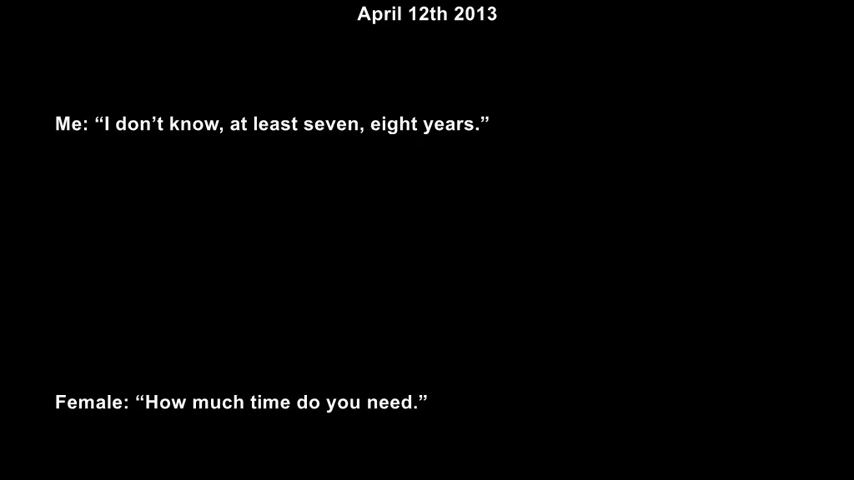 April 12th 2013
Me: “I don’t know, at least seven, eight years.”
Female: “How much time do you need.”